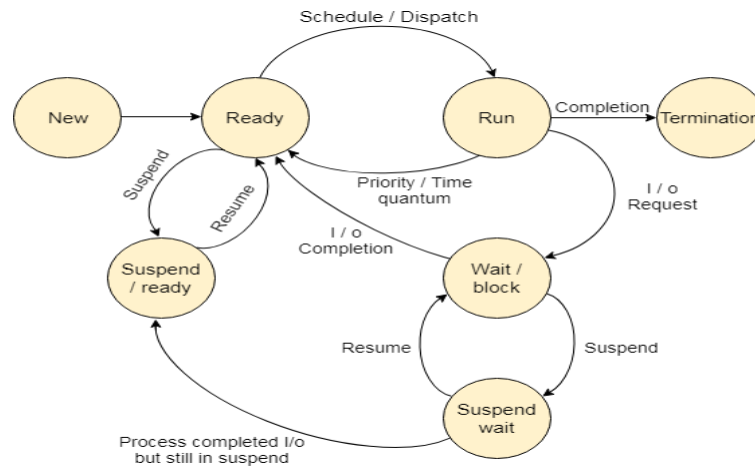 Schedule / Dispatch
New
Ready
Run
Completion
Termination
Priority / Time
quantum
Suspend
Resume
I / o
Request
I / o
Completion
Suspend
/ ready
Wait /
block
Resume
Suspend
Suspend
wait
Process completed I/o
but still in suspend